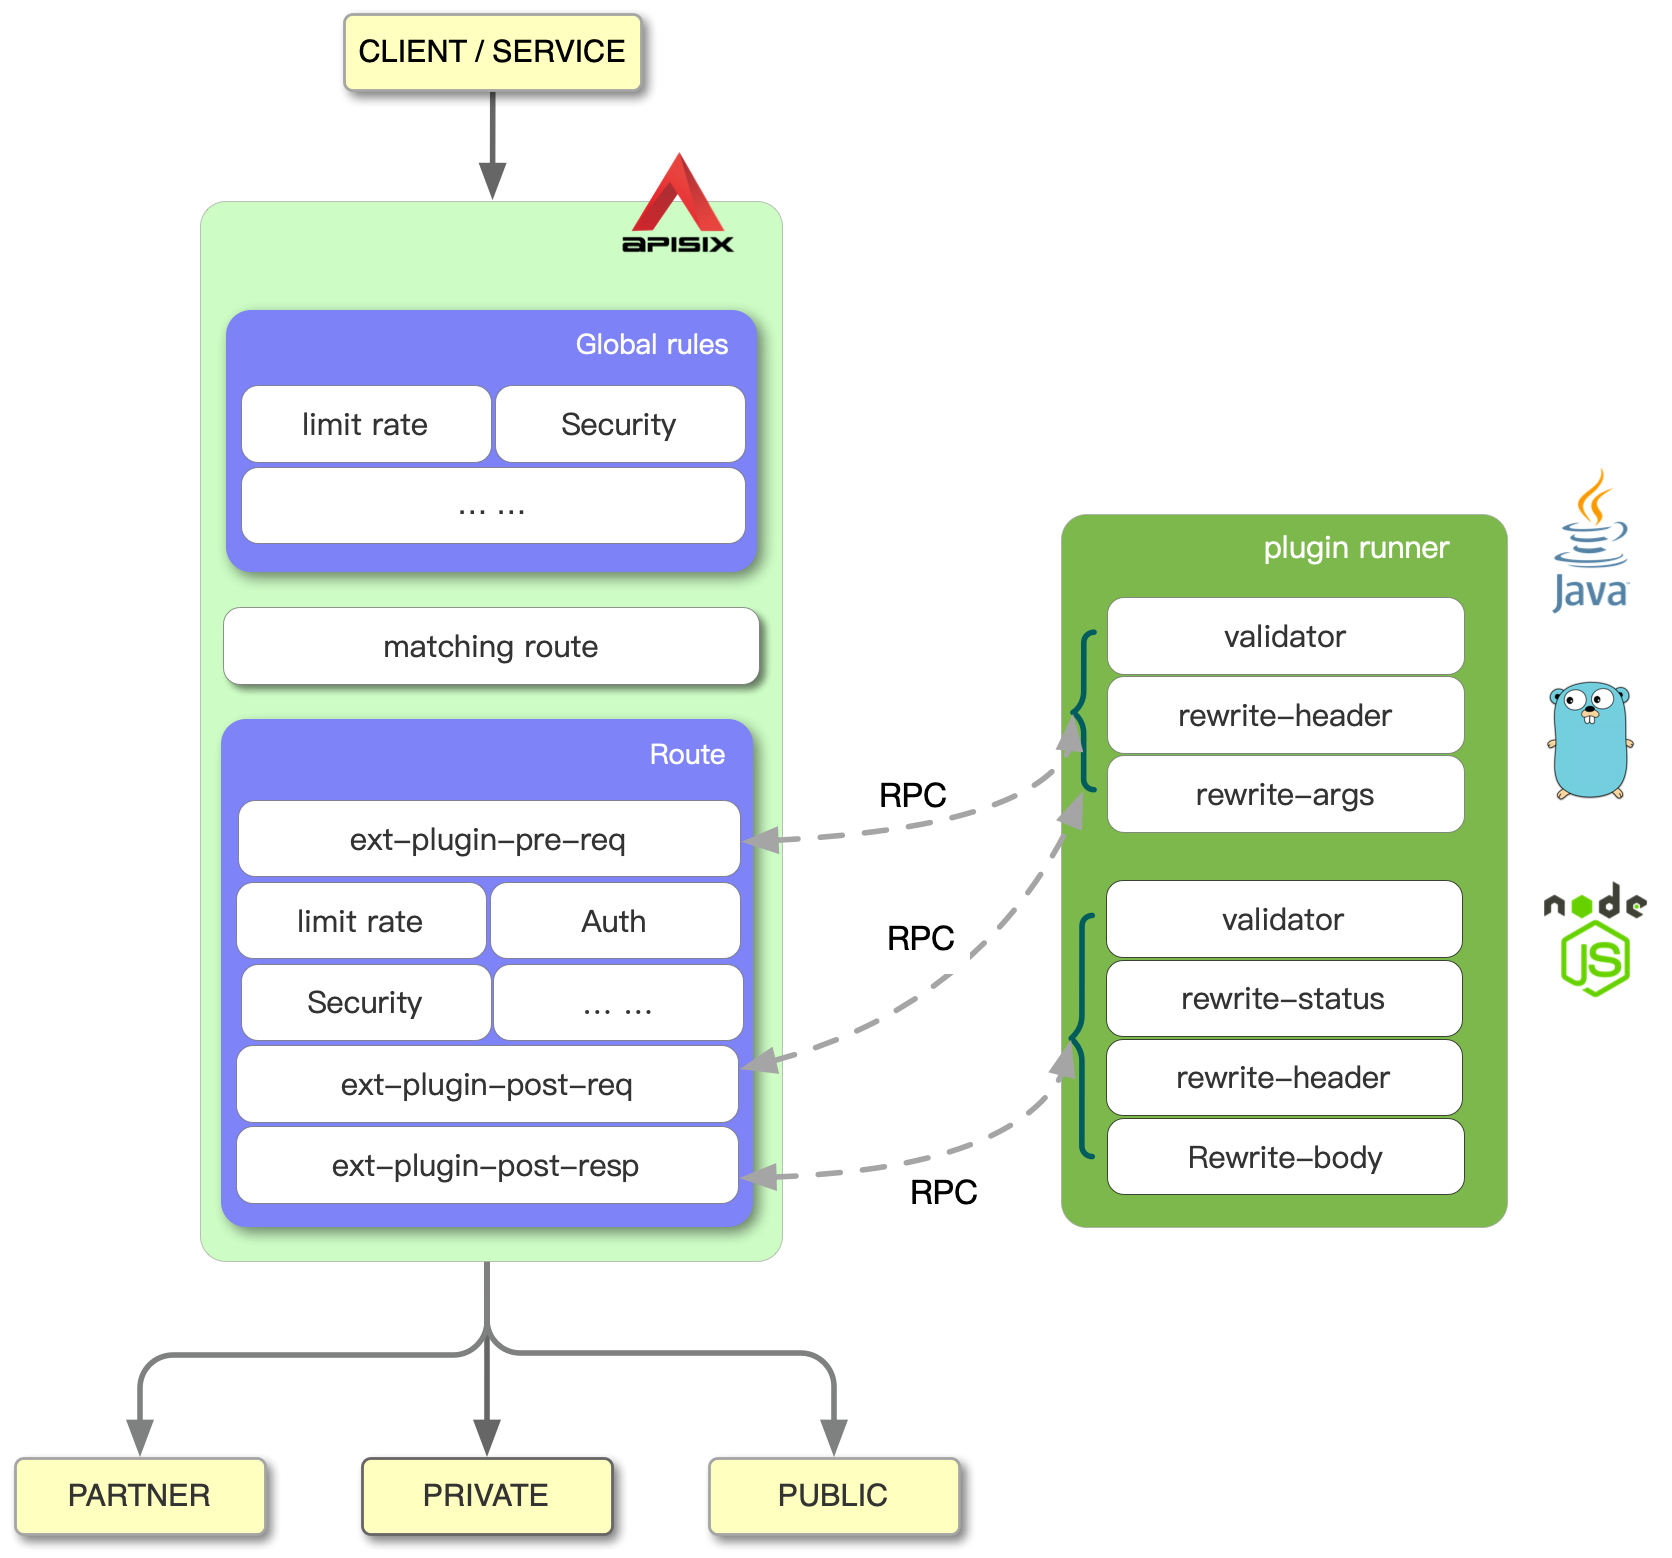 CLIENT / SERVICE
APISIX
Global rules
limit rate
Security
... ...
matching route
Route
ext-plugin-pre-req
limit rate
Auth
Security
... ...
ext-plugin-post-req
ext-plugin-post-resp
RPC
RPC
RPC
plugin runner
validator
rewrite-header
rewrite-args
validator
rewrite-status
rewrite-header
Rewrite-body
Java
node
JS
PARTNER
PRIVATE
PUBLIC